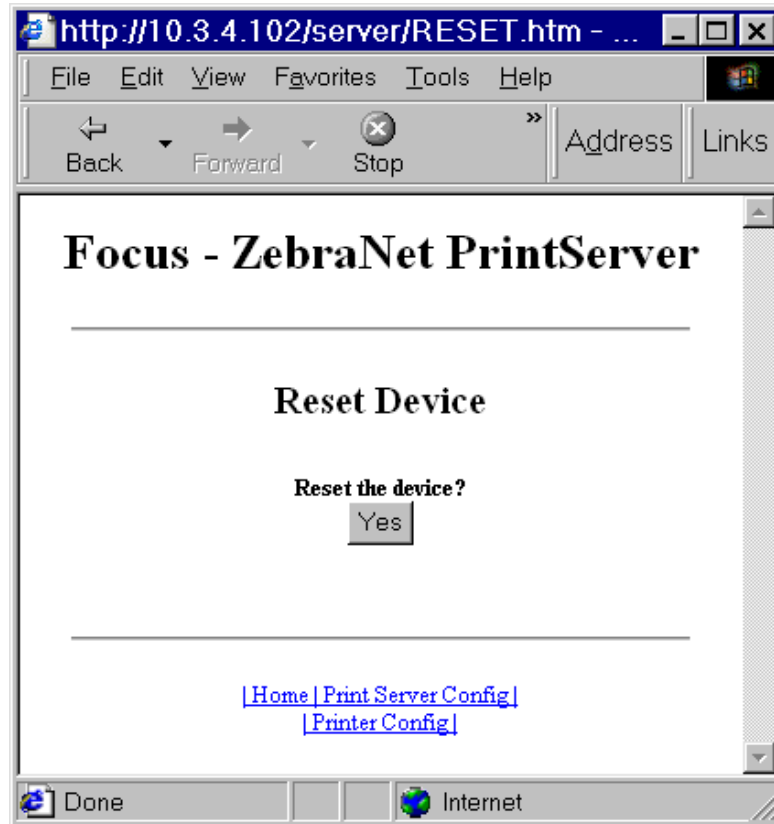 http://10.3.4.102/server/RESET.htm - ...
File Edit View Favorites Tools Help
Back Forward Stop » Address Links
Focus - ZebraNet PrintServer
Reset Device
Reset the device?
Yes
| Home | Print Server Config |
| Printer Config |
Done Internet